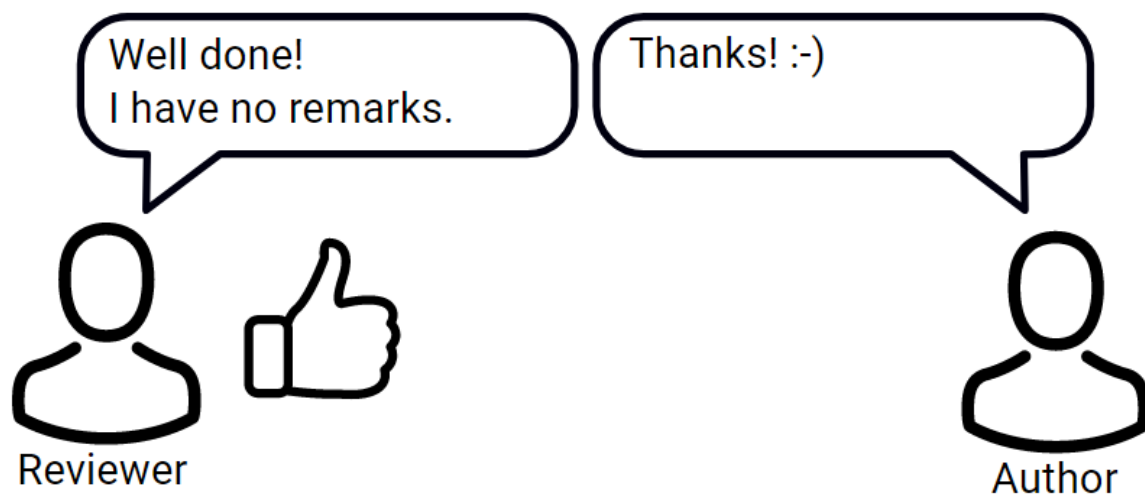 Well done!
I have no remarks.
Thanks! :-)
Reviewer
Author